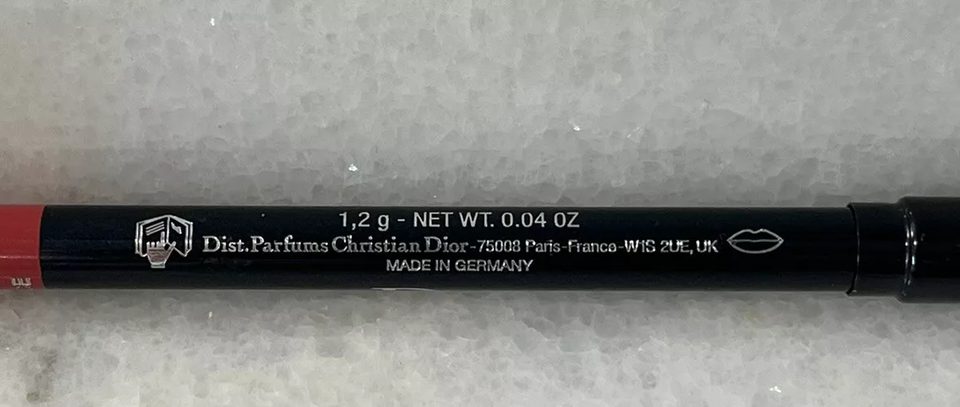 1,2 g - NET WT. 0.04 OZ
Dist. Parfums Christian Dior-75008 Paris-France-W1S 2UE, UK
MADE IN GERMANY